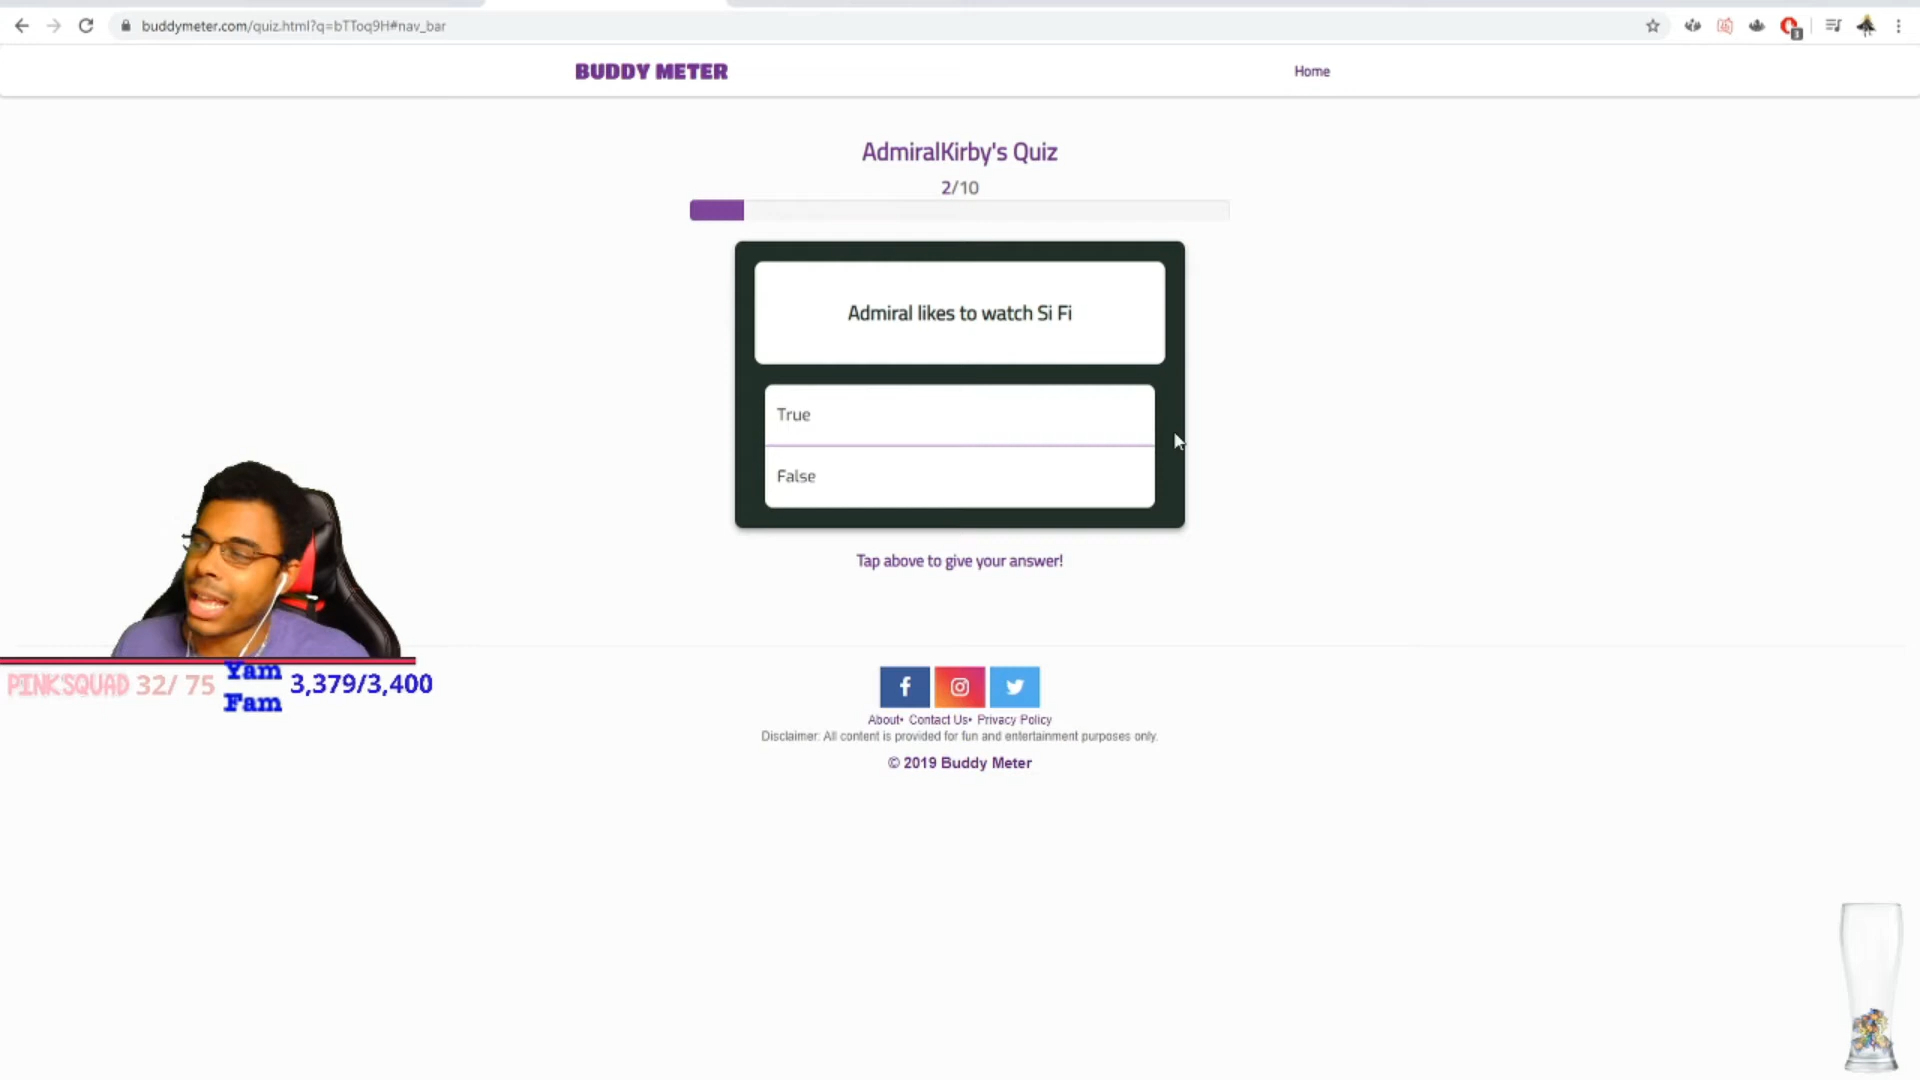 buddymeter.com/quiz.html?q=bTToq9H#nav_bar
3
BUDDY METER
Home
AdmiralKirby's Quiz
2/10
Admiral likes to watch Si Fi
True
False
Tap above to give your answer!
PINKSQUAD 32/ 75
Yam Fam
3,379/3,400
About• Contact Us• Privacy Policy
Disclaimer: All content is provided for fun and entertainment purposes only.
© 2019 Buddy Meter